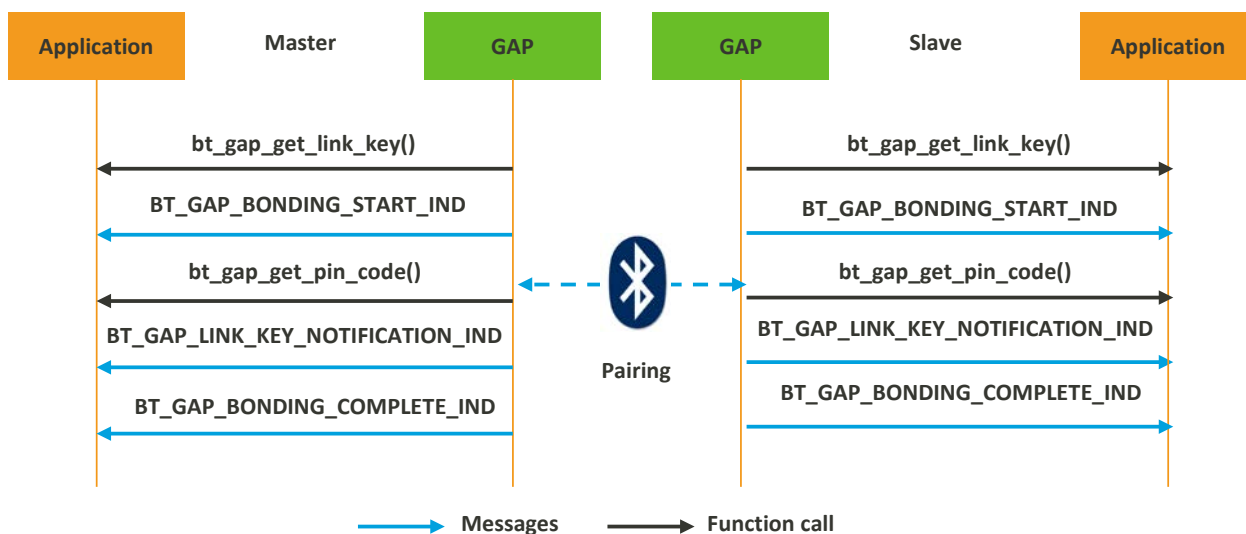 Application
Master
GAP
GAP
Slave
Application
bt_gap_get_link_key()
bt_gap_get_link_key()
BT_GAP_BONDING_START_IND
BT_GAP_BONDING_START_IND
bt_gap_get_pin_code()
bt_gap_get_pin_code()
BT_GAP_LINK_KEY_NOTIFICATION_IND
BT_GAP_LINK_KEY_NOTIFICATION_IND
Pairing
BT_GAP_BONDING_COMPLETE_IND
BT_GAP_BONDING_COMPLETE_IND
Messages
Function call